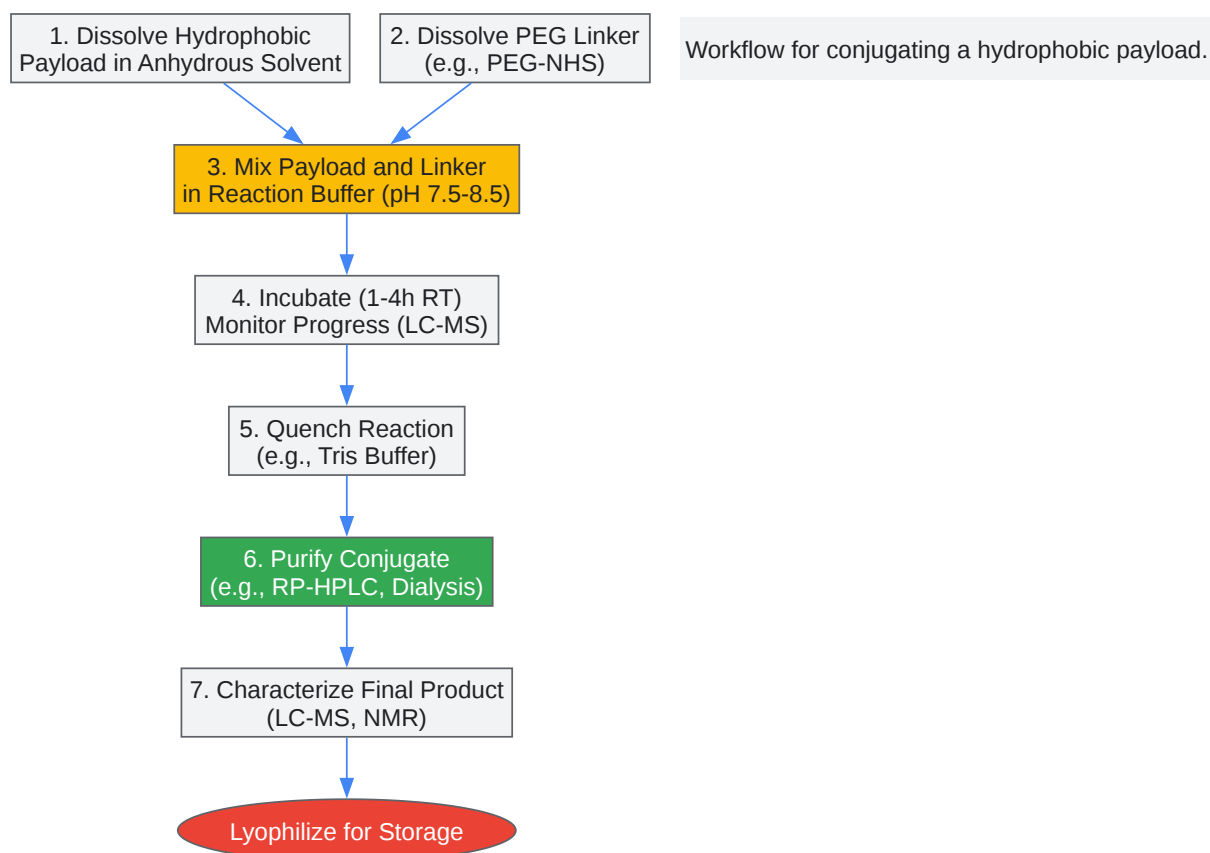 1. Dissolve Hydrophobic
Payload in Anhydrous Solvent
2. Dissolve PEG Linker
(e.g., PEG-NHS)
Workflow for conjugating a hydrophobic payload.
3. Mix Payload and Linker
in Reaction Buffer (pH 7.5-8.5)
4. Incubate (1-4h RT)
Monitor Progress (LC-MS)
5. Quench Reaction
(e.g., Tris Buffer)
6. Purify Conjugate
(e.g., RP-HPLC, Dialysis)
7. Characterize Final Product
(LC-MS, NMR)
Lyophilize for Storage